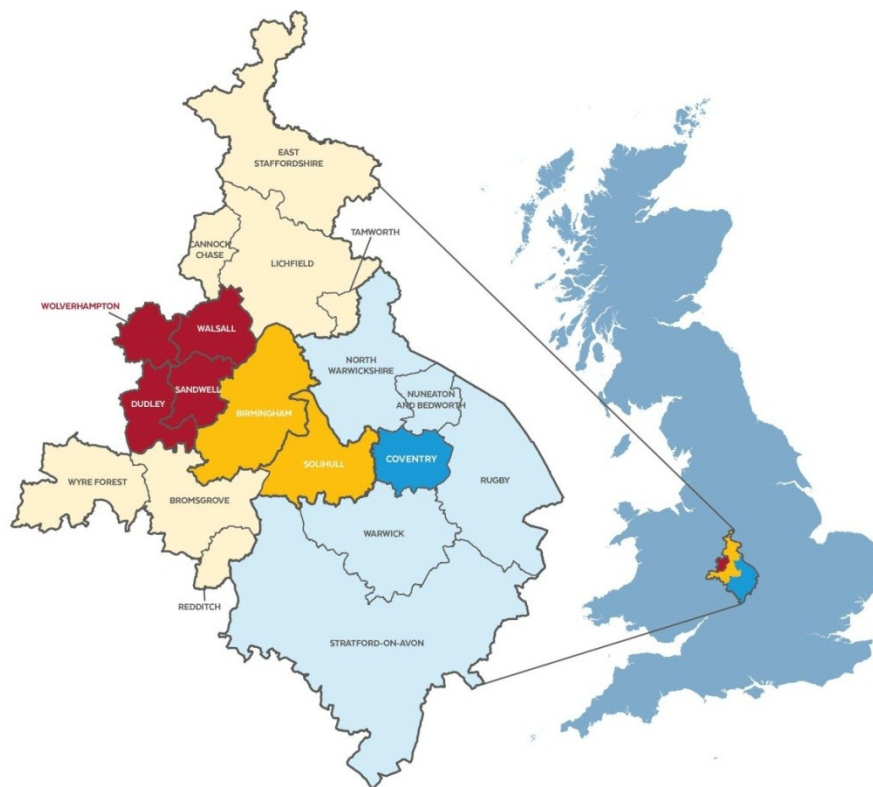 EAST
STAFFORDSHIRE
TAMWORTH
CANNOCK
CHASE
LICHFIELD
WOLVERHAMPTON
WALSALL
NORTH
WARWICKSHIRE
SANDWELL
NUNEATON
AND BEDWORTH
DUDLEY
BIRMINGHAM
COVENTRY
SOLIHULL
RUGBY
WYRE FOREST
BROMSGROVE
WARWICK
REDDITCH
STRATFORD-ON-AVON